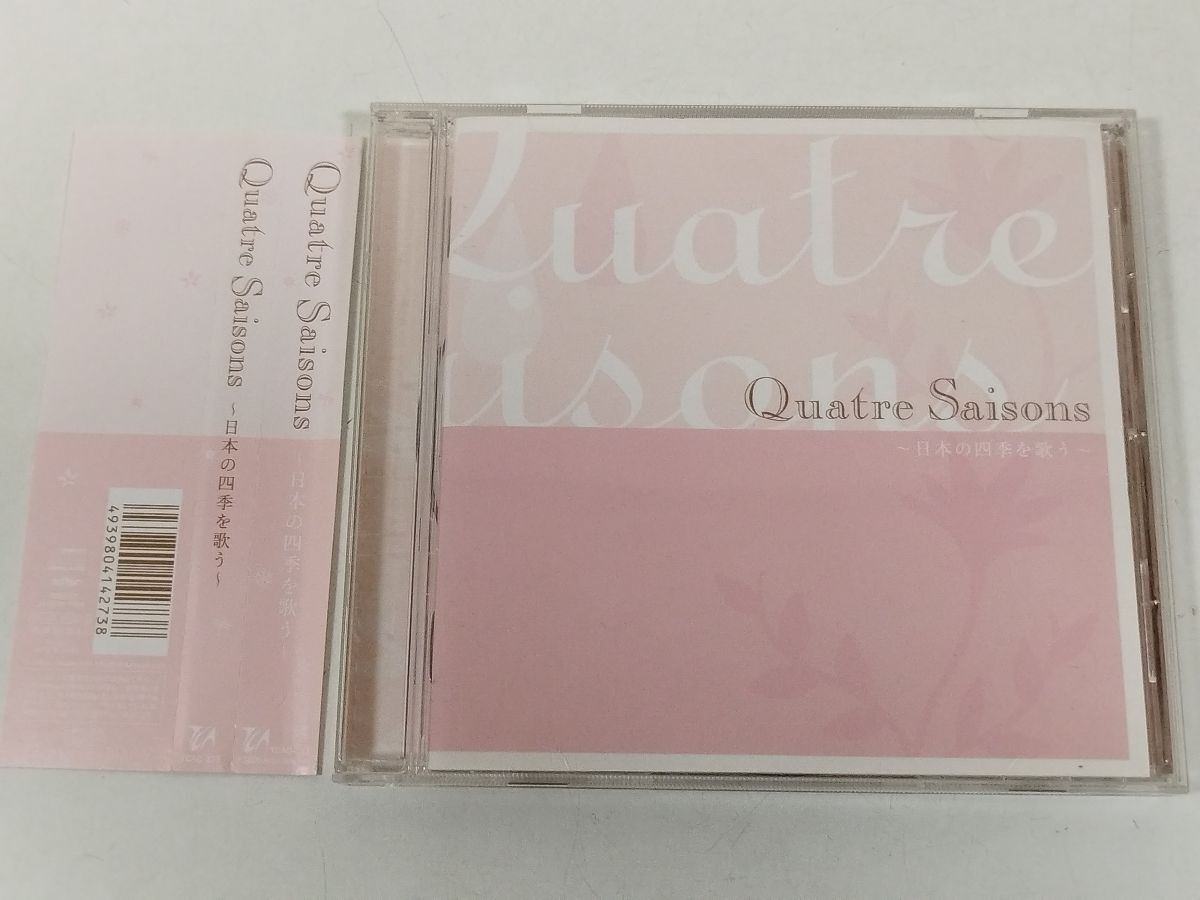 Quatre Saisons
日本の四季を歌う
Quatre Saisons ～日本の四季を歌う～
4939804142738
Quatre
isons
Quatre Saisons
～日本の四季を歌う～